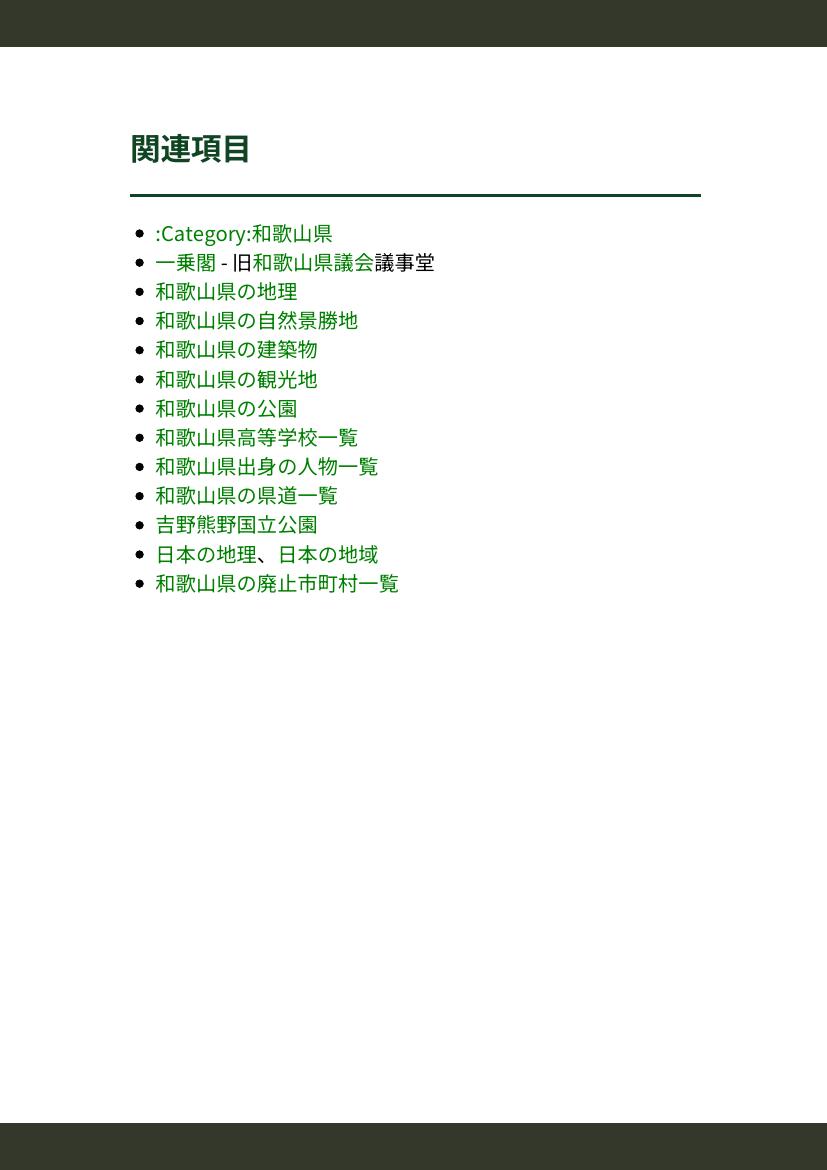 関連項目
:Category:和歌山県
一乗閣 - 旧和歌山県議会議事堂
和歌山県の地理
和歌山県の自然景勝地
和歌山県の建築物
和歌山県の観光地
和歌山県の公園
和歌山県高等学校一覧
和歌山県出身の人物一覧
和歌山県の県道一覧
吉野熊野国立公園
日本の地理、日本の地域
和歌山県の廃止市町村一覧